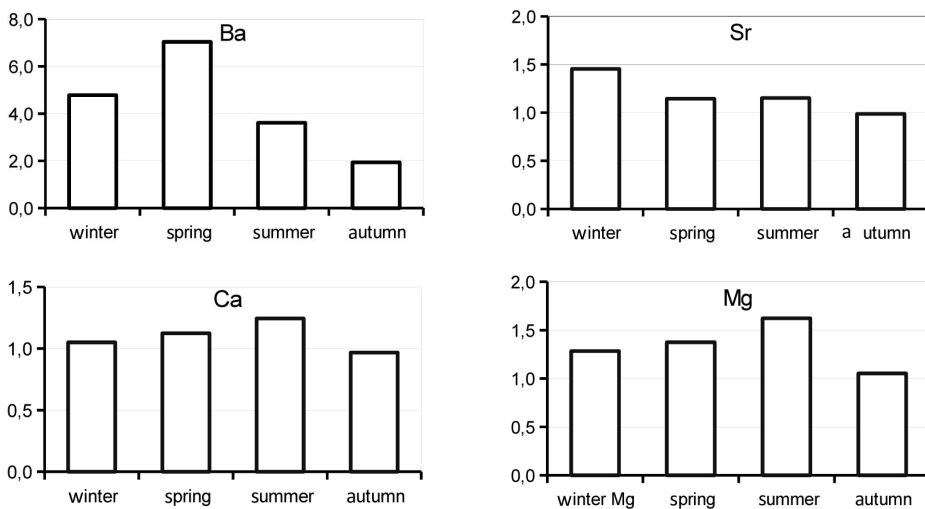 Ba
8,0
6,0
4,0
2,0
0,0
winter spring summer autumn
Sr
2,0
1,5
1,0
0,5
0,0
winter spring summer a utumn
Ca
1,5
1,0
0,5
0,0
winter spring summer autumn
Mg
2,0
1,5
1,0
0,5
0,0
winter Mg spring summer autumn